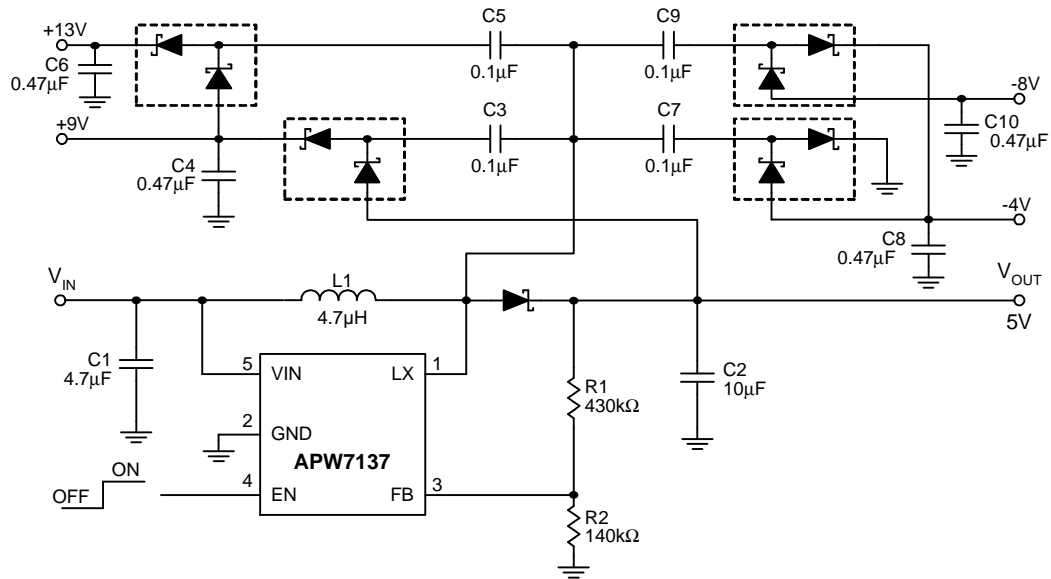 +13V
C6
0.47µF
C5
0.1µF
C9
0.1µF
-8V
C10
0.47µF
+9V
C4
0.47µF
C3
0.1µF
C7
0.1µF
-4V
C8
0.47µF
VIN
L1
4.7µH
VOUT
5V
C1
4.7µF
5
VIN
LX
1
2
GND
APW7137
4
EN
FB
3
OFF
ON
R1
430kΩ
C2
10µF
R2
140kΩ